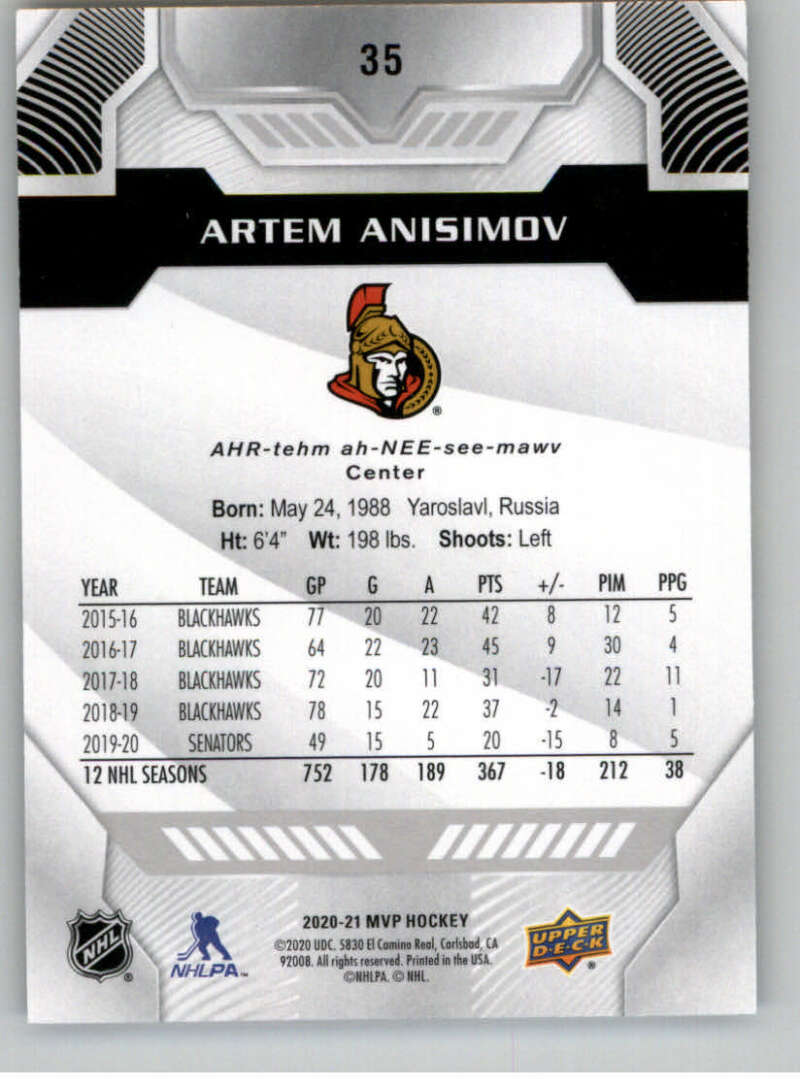 35
ARTEM ANISIMOV
®
AHR-tehm ah-NEE-see-mawv
Center
Born: May 24, 1988 Yaroslavl, Russia
Ht: 6'4" Wt: 198 lbs. Shoots: Left
YEAR TEAM GP G A PTS +/- PIM PPG
2015-16 BLACKHAWKS 77 20 22 42 8 12 5
2016-17 BLACKHAWKS 64 22 23 45 9 30 4
2017-18 BLACKHAWKS 72 20 11 31 -17 22 11
2018-19 BLACKHAWKS 78 15 22 37 -2 14 1
2019-20 SENATORS 49 15 5 20 -15 8 5
12 NHL SEASONS 752 178 189 367 -18 212 38
NHL ®
NHLPA™
2020-21 MVP HOCKEY
©2020 UDC. 5830 El Camino Real, Carlsbad, CA
92008. All rights reserved. Printed in the USA.
©NHLPA. © NHL.
UPPER
D·E·C·K
®